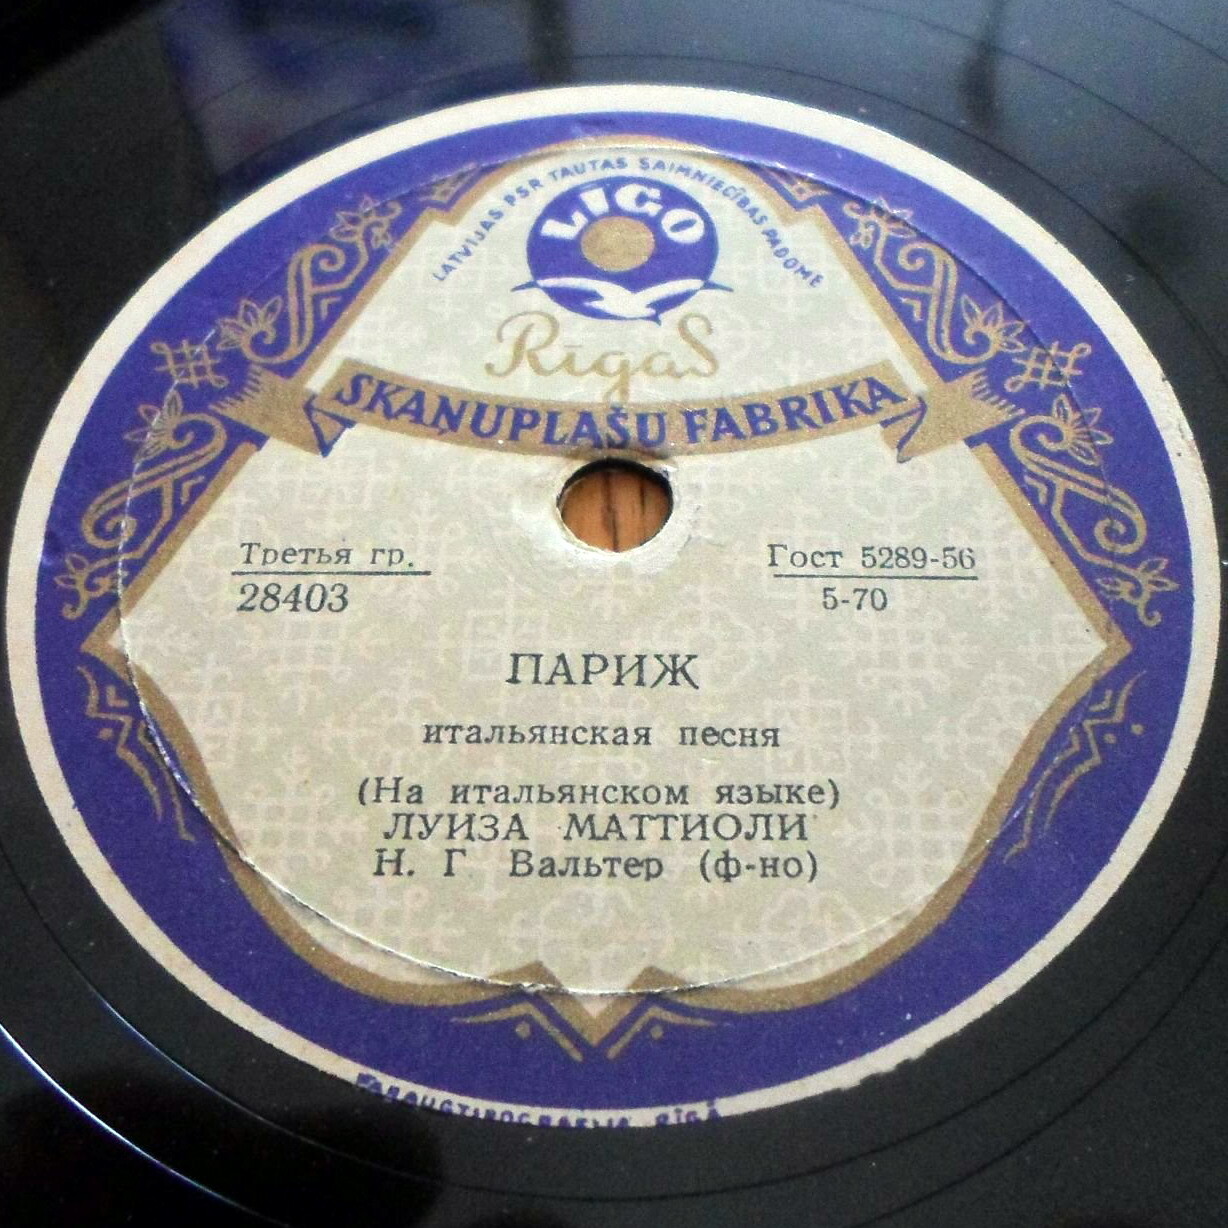 LATVIJAS PSR TAUTAS SAIMNIECĪBAS PADOME
LIGO
Rīgas
SKAŅUPLAŠU FABRIKA
Третья гр.
28403
Гост 5289-56
5-70
ПАРИЖ
итальянская песня
(На итальянском языке)
ЛУИЗА МАТТИОЛИ
Н. Г Вальтер (ф-но)
RĪGĀ